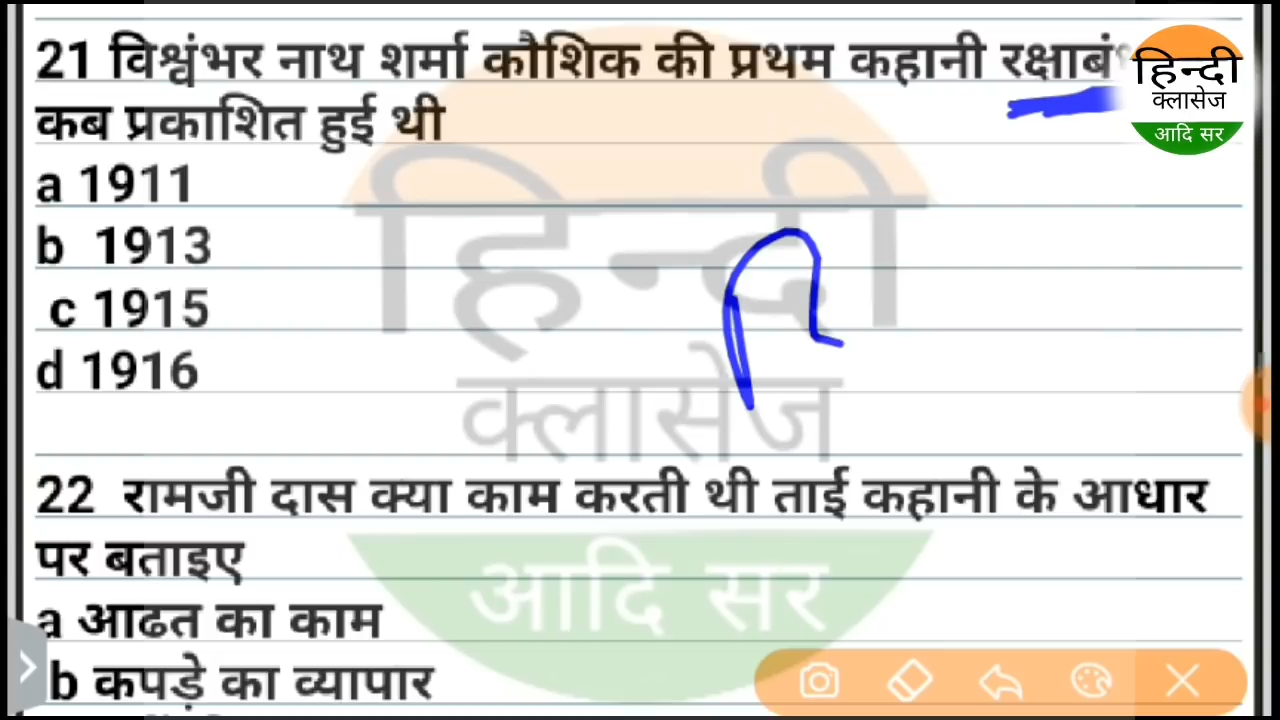 21 विश्वंभर नाथ शर्मा कौशिक की प्रथम कहानी
कब प्रकाशित हुई थी
a 1911
b 1913
c 1915
d 1916
22 रामजी दास क्या काम करती थी ताई कहानी के आधार
पर बताइए
a आढत का काम
b कपड़े का व्यापार
हिन्दी
क्लासेज
आदि सर
हिन्दी
क्लासेज
आदि सर